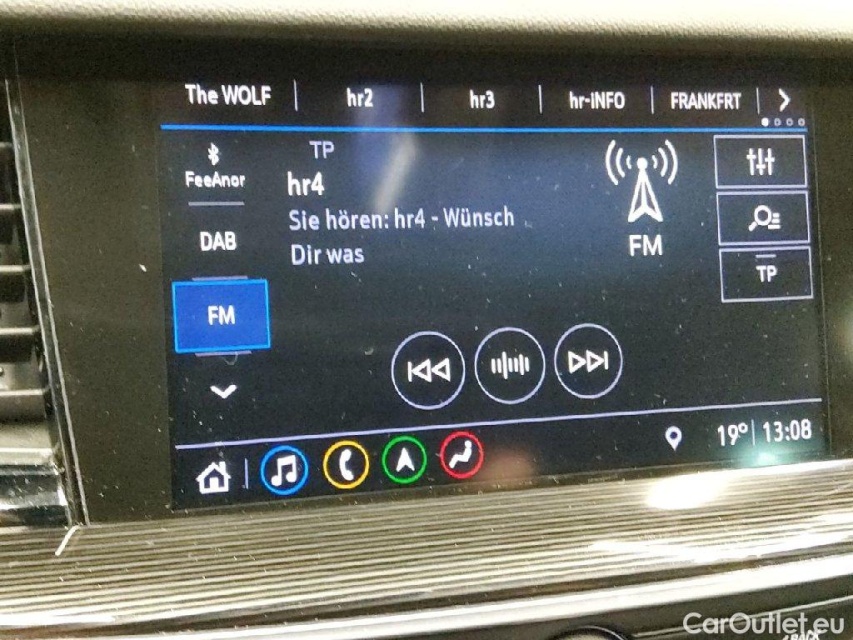 The WOLF hr2 hr3 hr-iNFO FRANKFRT
FeeAnor
TP
hr4
Sie hören: hr4 - Wünsch
Dir was
FM
DAB
TP
FM
19° 13:08
CarOutlet.eu